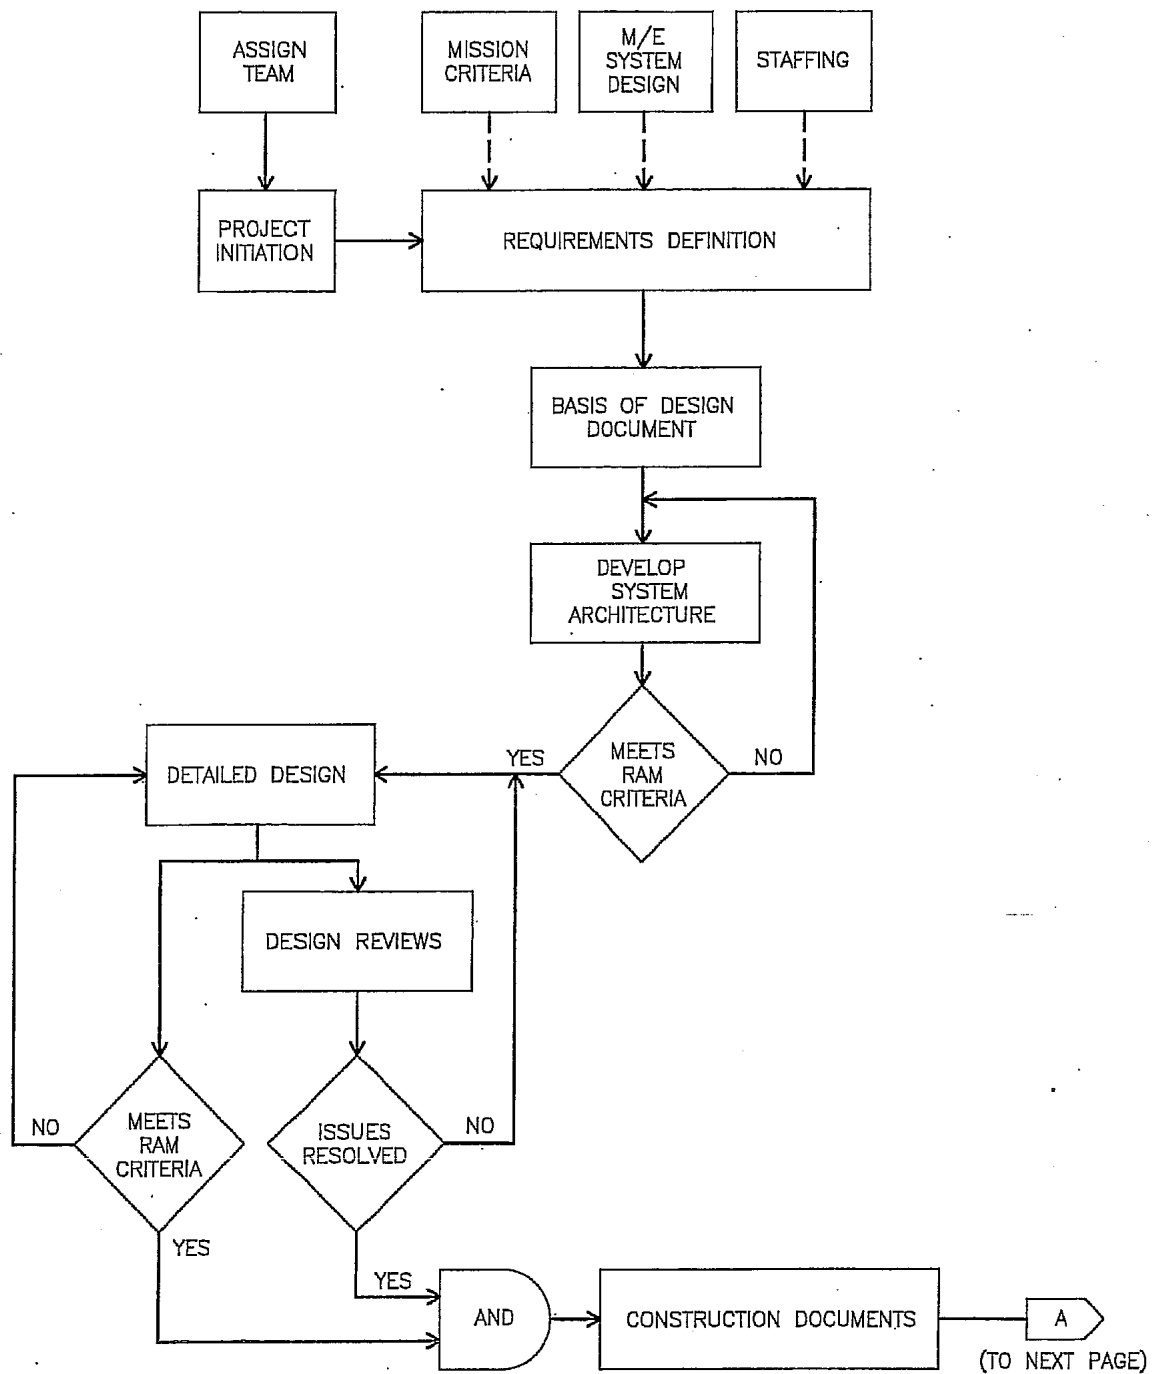 ASSIGN
TEAM
MISSION
CRITERIA
M/E
SYSTEM
DESIGN
STAFFING
PROJECT
INITIATION
REQUIREMENTS DEFINITION
BASIS OF DESIGN
DOCUMENT
DEVELOP
SYSTEM
ARCHITECTURE
YES
MEETS
RAM
CRITERIA
NO
DETAILED DESIGN
DESIGN REVIEWS
NO
MEETS
RAM
CRITERIA
ISSUES
RESOLVED
NO
YES
YES
AND
CONSTRUCTION DOCUMENTS
A
(TO NEXT PAGE)